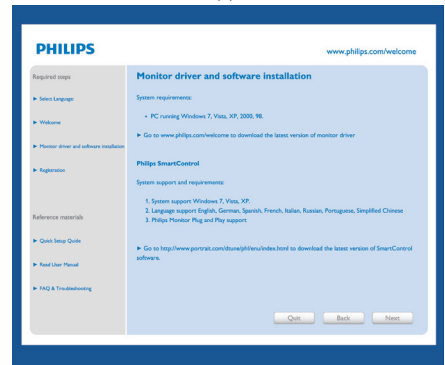 PHILIPS
www.philips.com/welcome
Required steps
► Select Language
► Welcome
► Monitor driver and software installation
► Registration
Reference materials
► Quick Setup Guide
► Read User Manual
► FAQ & Troubleshooting
Monitor driver and software installation
System requirements:
• PC running Windows 7, Vista, XP, 2000, 98.
► Go to www.philips.com/welcome to download the latest version of monitor driver
Philips SmartControl
System support and requirements:
1. System support Windows 7, Vista, XP.
2. Language support English, German, Spanish, French, Italian, Russian, Portuguese, Simplified Chinese
3. Philips Monitor Plug and Play support
► Go to http://www.portrait.com/dtune/phl/enu/index.html to download the latest version of SmartControl
software.
Quit
Back
Next